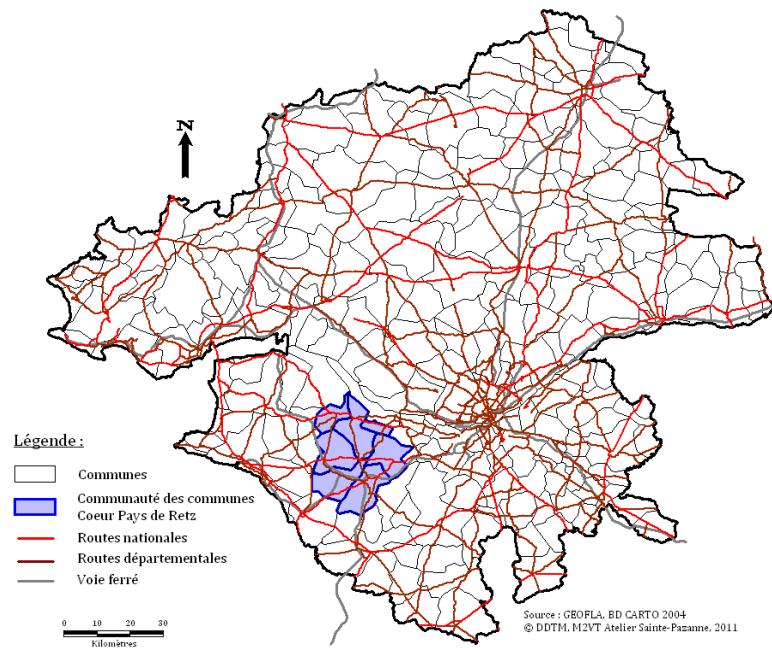 N
Légende :
Communes
Communauté des communes
Coeur Pays de Retz
Routes nationales
Routes départementales
Voie ferré
0 10 20 30
Kilomètres
Source : GEOFLA, BD CARTO 2004
© DDTM, M2VT Atelier Sainte-Pazanne, 2011